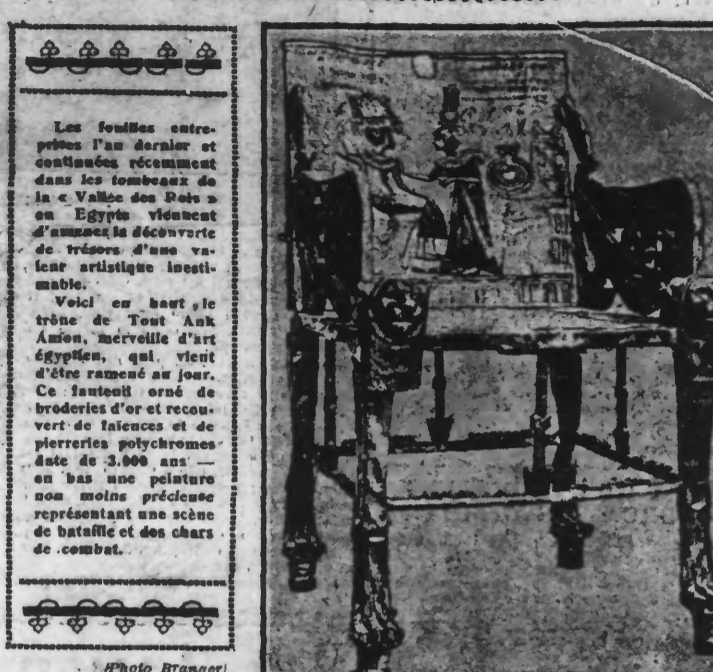 Les fouilles entre-
prises l'an dernier et
continuées récemment
dans les tombeaux de
la « Vallée des Rois »
en Egypte viennent
d'amener la découverte
de trésors d'une va-
leur artistique inesti-
mable.
Voici en haut le
trône de Tout Ank
Amon, merveille d'art
égyptien, qui vient
d'être ramené au jour.
Ce fauteuil orné de
broderies d'or et recou-
vert de faïences et de
pierreries polychromes
date de 3.000 ans —
en bas une peinture
non moins précieuse
représentant une scène
de bataille et des chars
de combat.
(Photo Branger)